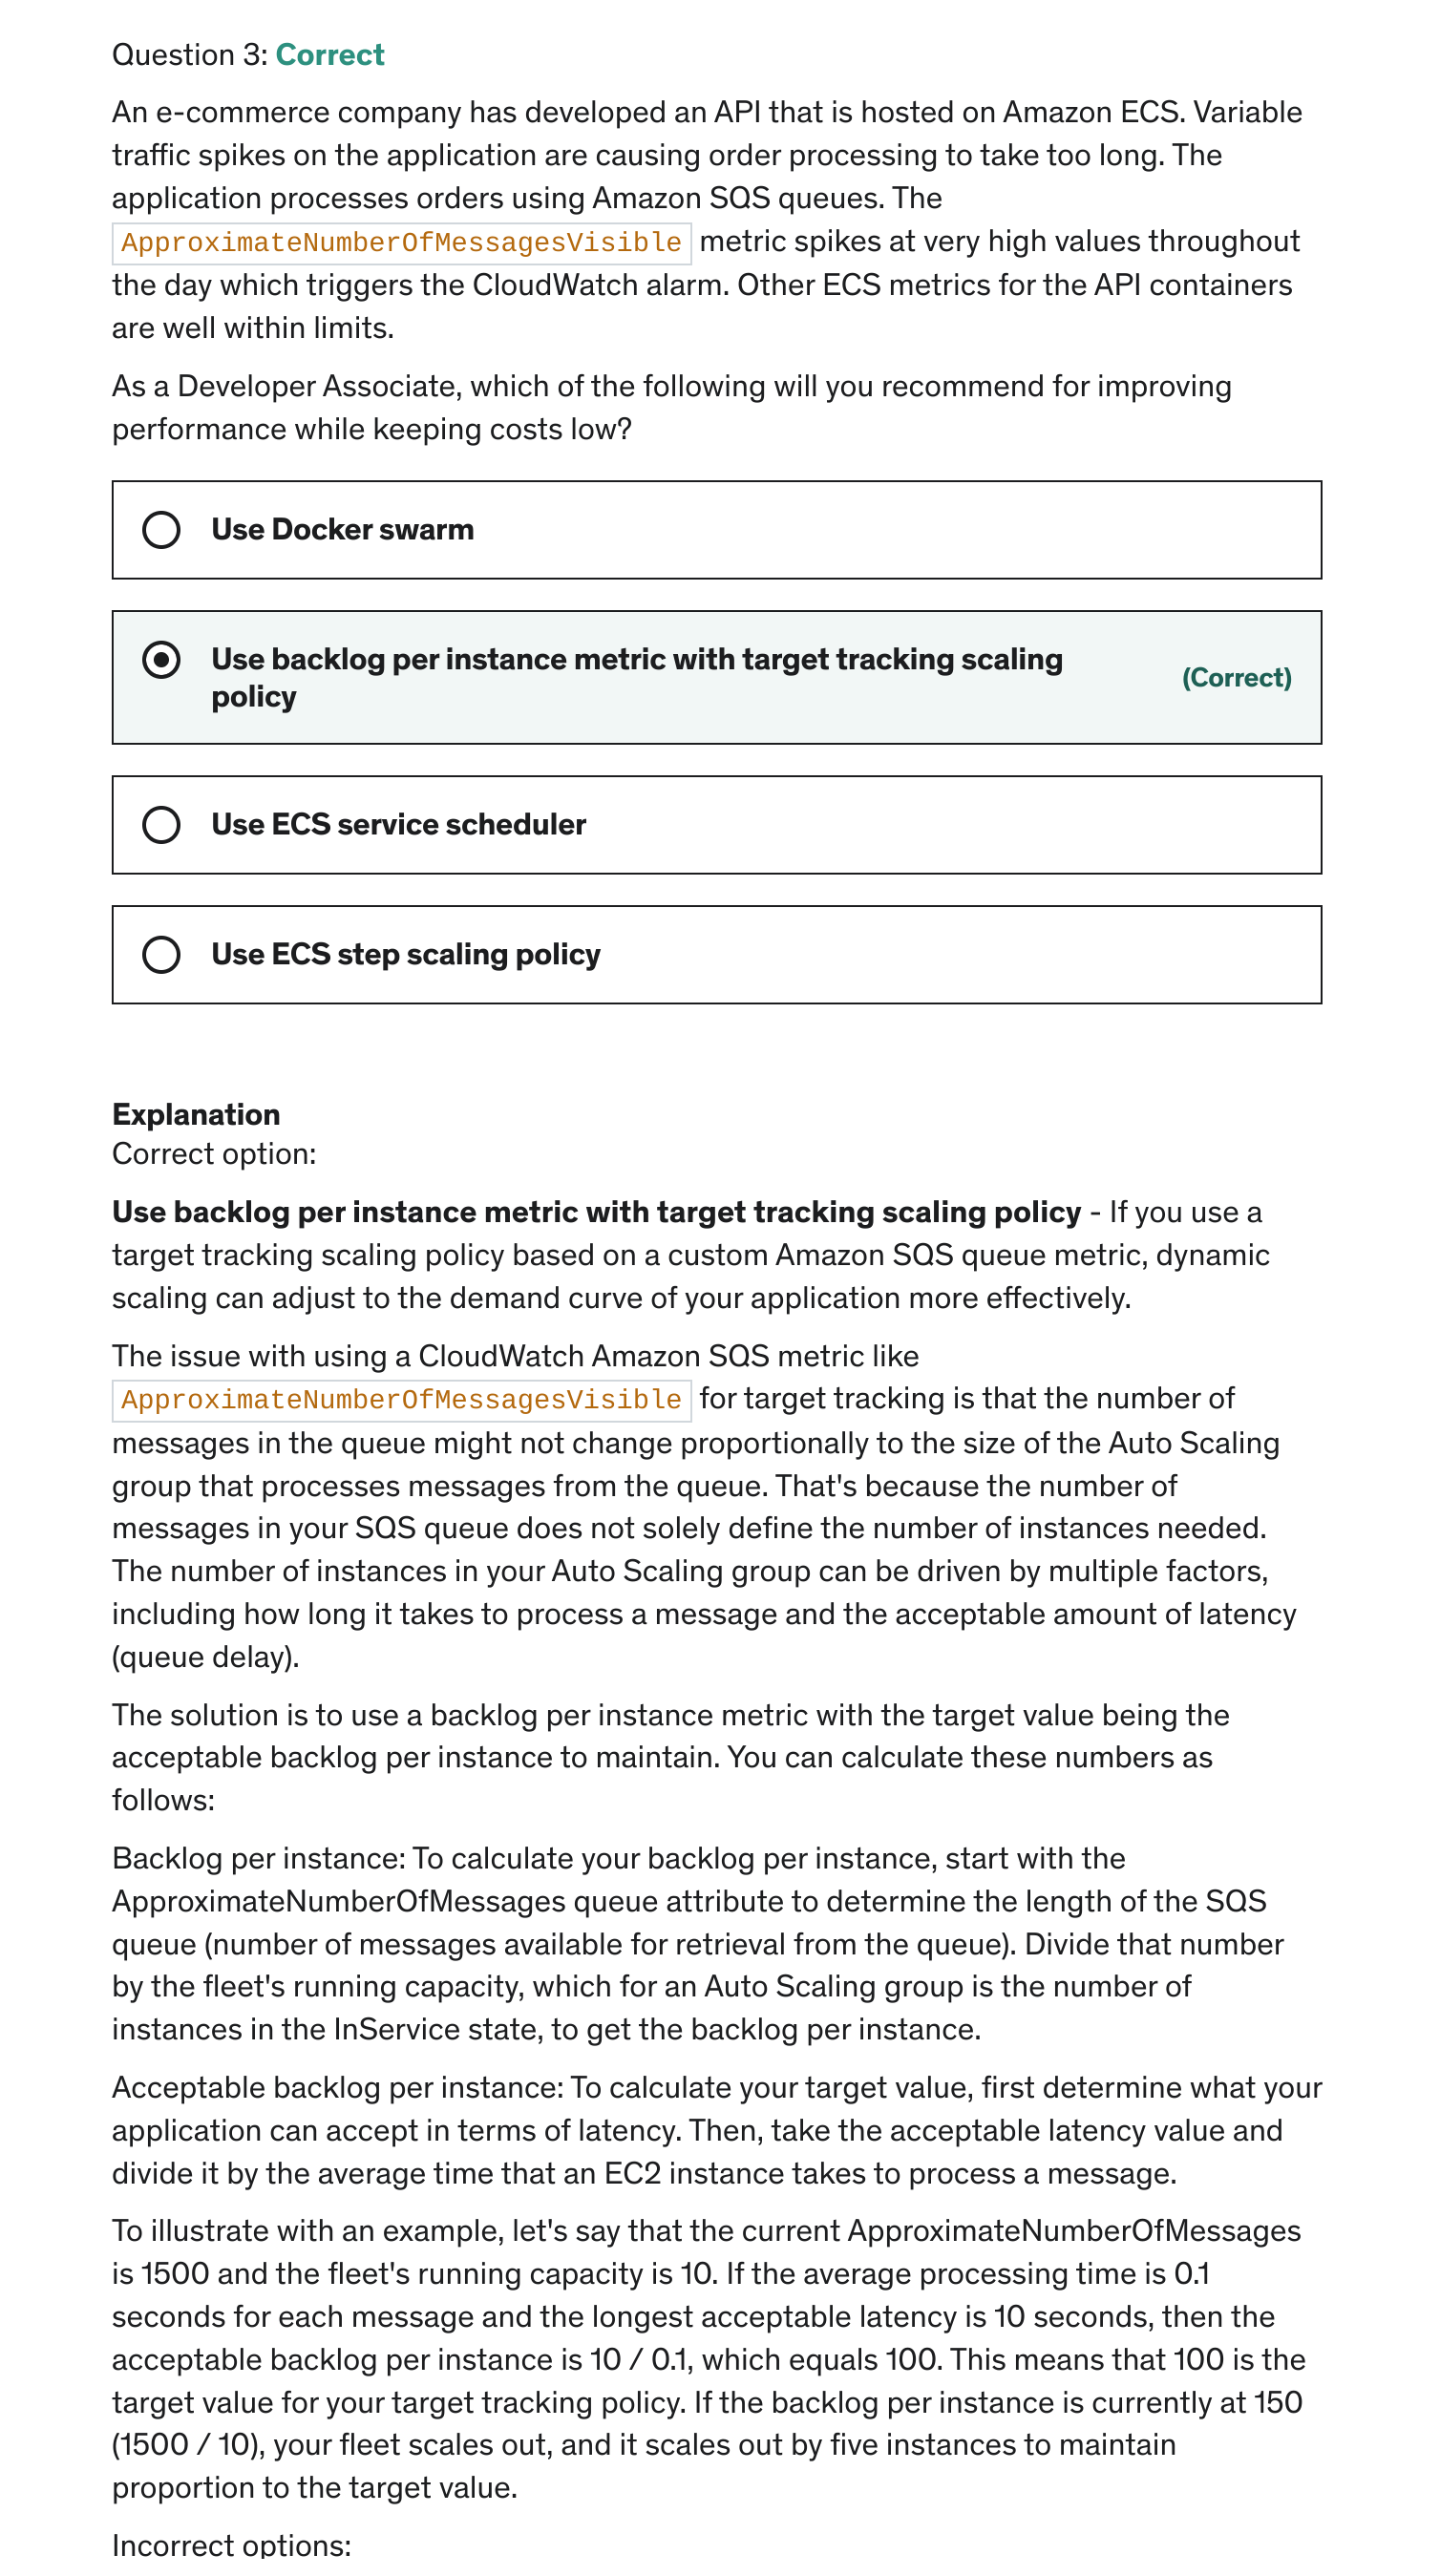 Question 3: Correct
An e-commerce company has developed an API that is hosted on Amazon ECS. Variable
traffic spikes on the application are causing order processing to take too long. The
application processes orders using Amazon SQS queues. The
ApproximateNumberOfMessagesVisible metric spikes at very high values throughout
the day which triggers the CloudWatch alarm. Other ECS metrics for the API containers
are well within limits.
As a Developer Associate, which of the following will you recommend for improving
performance while keeping costs low?
Use Docker swarm
Use backlog per instance metric with target tracking scaling
policy
(Correct)
Use ECS service scheduler
Use ECS step scaling policy
Explanation
Correct option:
Use backlog per instance metric with target tracking scaling policy - If you use a
target tracking scaling policy based on a custom Amazon SQS queue metric, dynamic
scaling can adjust to the demand curve of your application more effectively.
The issue with using a CloudWatch Amazon SQS metric like
ApproximateNumberOfMessagesVisible for target tracking is that the number of
messages in the queue might not change proportionally to the size of the Auto Scaling
group that processes messages from the queue. That's because the number of
messages in your SQS queue does not solely define the number of instances needed.
The number of instances in your Auto Scaling group can be driven by multiple factors,
including how long it takes to process a message and the acceptable amount of latency
(queue delay).
The solution is to use a backlog per instance metric with the target value being the
acceptable backlog per instance to maintain. You can calculate these numbers as
follows:
Backlog per instance: To calculate your backlog per instance, start with the
ApproximateNumberOfMessages queue attribute to determine the length of the SQS
queue (number of messages available for retrieval from the queue). Divide that number
by the fleet's running capacity, which for an Auto Scaling group is the number of
instances in the InService state, to get the backlog per instance.
Acceptable backlog per instance: To calculate your target value, first determine what your
application can accept in terms of latency. Then, take the acceptable latency value and
divide it by the average time that an EC2 instance takes to process a message.
To illustrate with an example, let's say that the current ApproximateNumberOfMessages
is 1500 and the fleet's running capacity is 10. If the average processing time is 0.1
seconds for each message and the longest acceptable latency is 10 seconds, then the
acceptable backlog per instance is 10 / 0.1, which equals 100. This means that 100 is the
target value for your target tracking policy. If the backlog per instance is currently at 150
(1500 / 10), your fleet scales out, and it scales out by five instances to maintain
proportion to the target value.
Incorrect options: